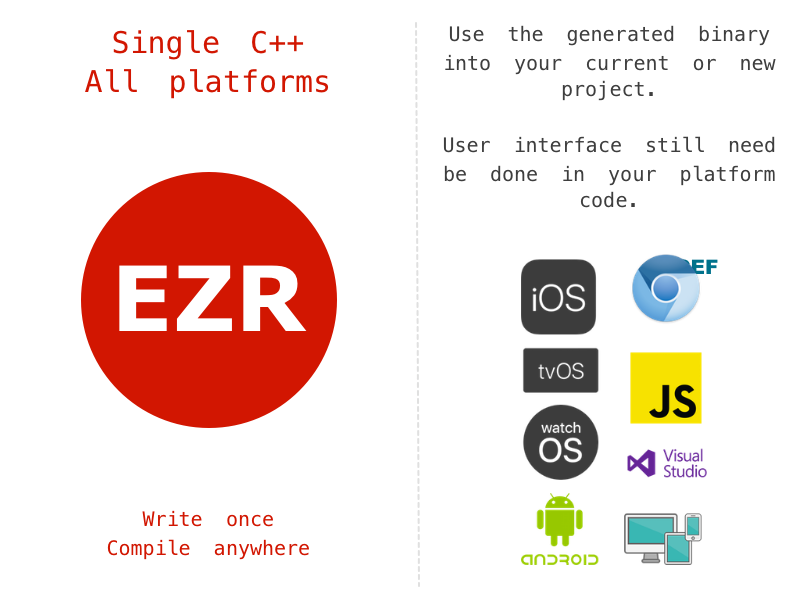 Single C++
All platforms
EZR
Write once
Compile anywhere
Use the generated binary
into your current or new
project.
User interface still need
be done in your platform
code.
iOS
EF
tvOS
JS
watch
OS
Visual
Studio
ANDROID